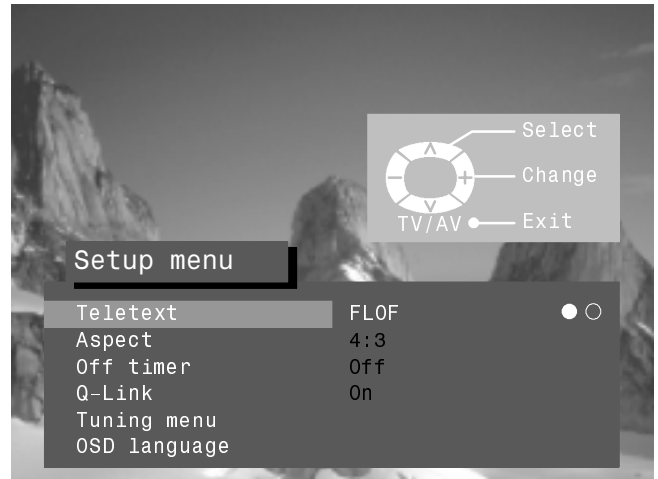 Select
Change
TV/AV Exit
Setup menu
Teletext FLOF
Aspect 4:3
Off timer Off
Q-Link On
Tuning menu
OSD language